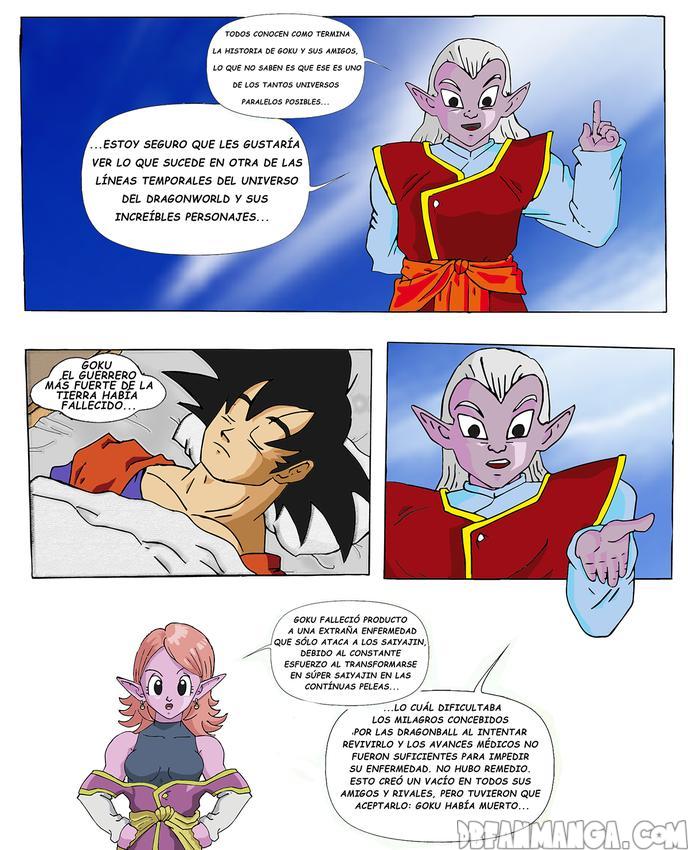 TODOS CONOCEN COMO TERMINA
LA HISTORIA DE GOKU Y SUS AMIGOS,
LO QUE NO SABEN ES QUE ESE ES UNO
DE LOS TANTOS UNIVERSOS
PARALELOS POSIBLES...
...ESTOY SEGURO QUE LES GUSTARÍA
VER LO QUE SUCEDE EN OTRA DE LAS
LÍNEAS TEMPORALES DEL UNIVERSO
DEL DRAGONWORLD Y SUS
INCREÍBLES PERSONAJES...
GOKU
,EL GUERRERO
MÁS FUERTE DE LA
TIERRA HABÍA
FALLECIDO...
GOKU FALLECIÓ PRODUCTO
A UNA EXTRAÑA ENFERMEDAD
QUE SÓLO ATACA A LOS SAIYAJIN,
DEBIDO AL CONSTANTE
ESFUERZO AL TRANSFORMARSE
EN SÚPER SAIYAJIN EN LAS
CONTÍNUAS PELEAS...
...LO CUÁL DIFICULTABA
LOS MILAGROS CONCEBIDOS
.POR LAS DRAGONBALL AL INTENTAR
REVIVIRLO Y LOS AVANCES MÉDICOS NO
FUERON SUFICIENTES PARA IMPEDIR
SU ENFERMEDAD. NO HUBO REMEDIO.
ESTO CREÓ UN VACÍO EN TODOS SUS
AMIGOS Y RIVALES, PERO TUVIERON QUE
ACEPTARLO: GOKU HABÍA MUERTO...
DBFANMANGA.COM